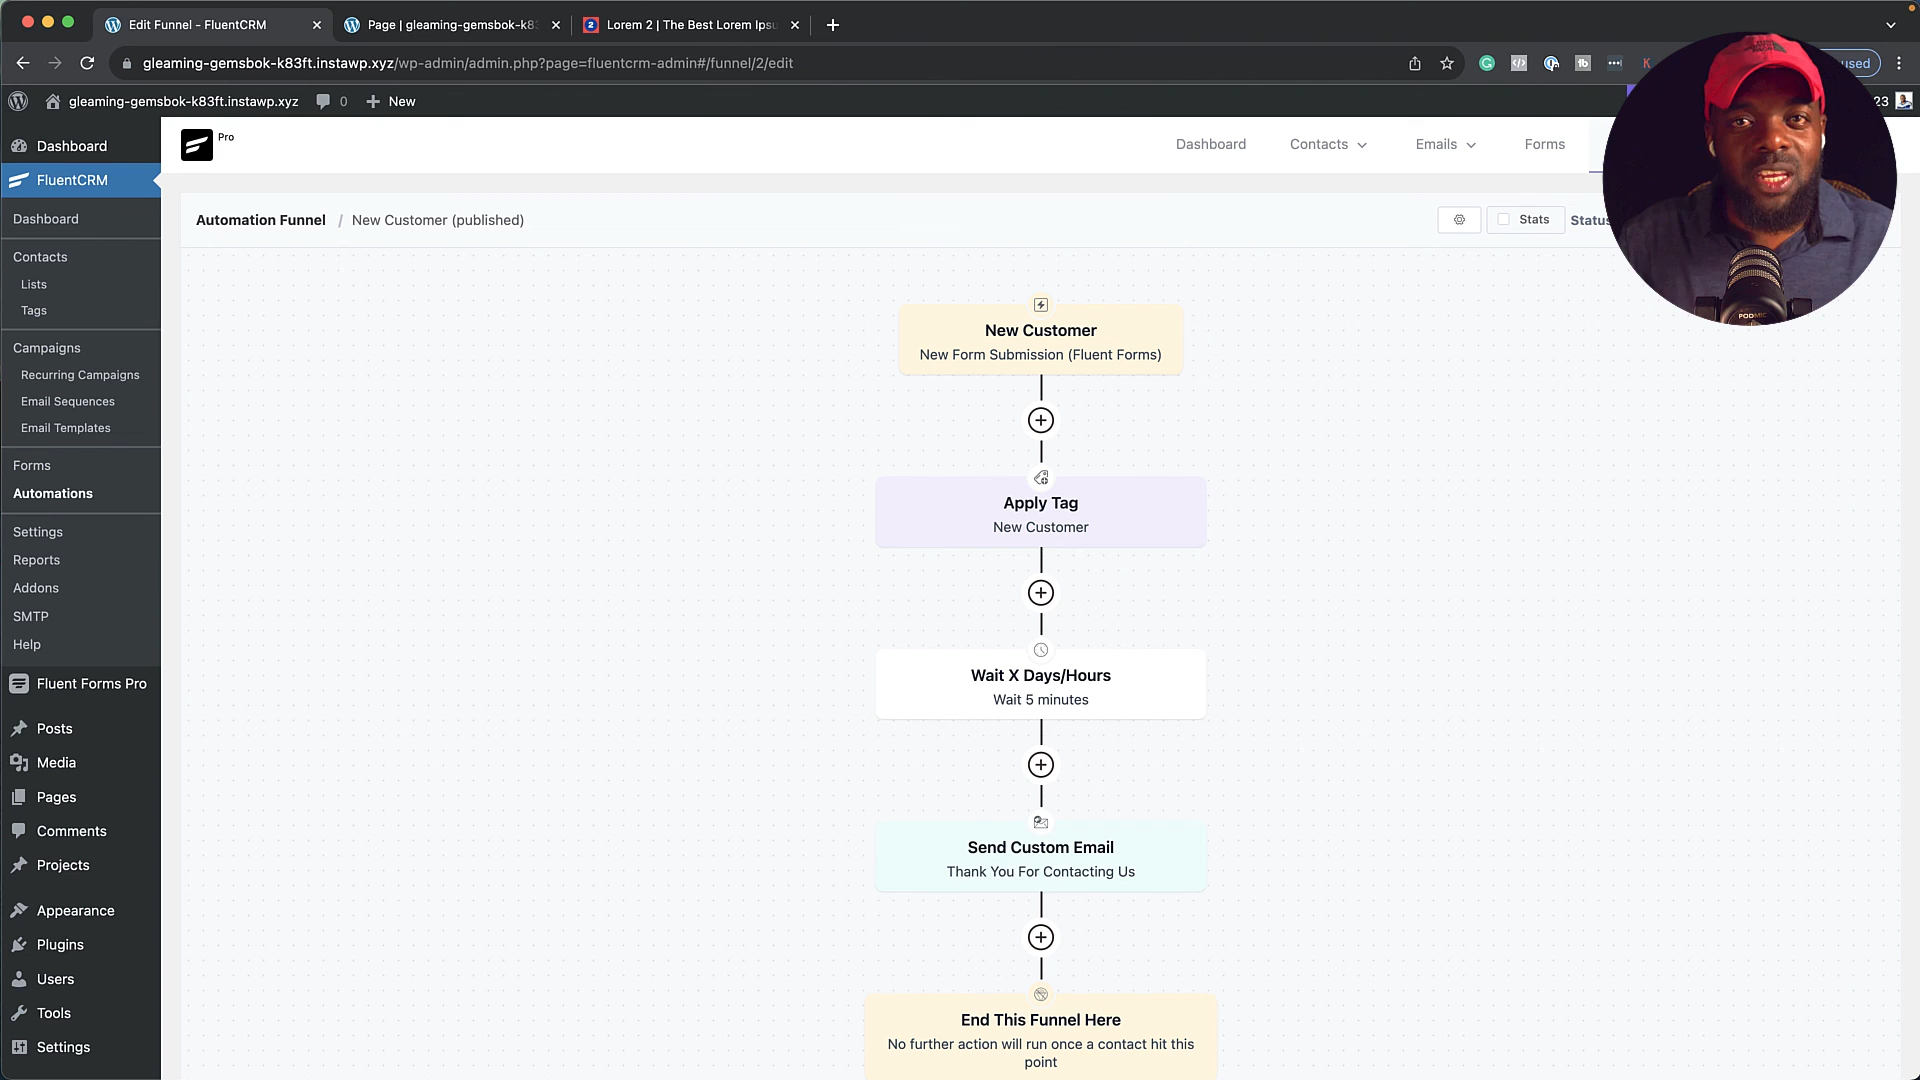 Edit Funnel - FluentCRM
Page | gleaming-gemsbok-k83
Lorem 2 | The Best Lorem Ipsu
gleaming-gemsbok-k83ft.instawp.xyz/wp-admin/admin.php?page=fluentcrm-admin#/funnel/2/edit
gleaming-gemsbok-k83ft.instawp.xyz
0
New
23
Pro
Dashboard
Contacts
Emails
Forms
Automation Funnel / New Customer (published)
Stats
Status
Dashboard
FluentCRM
Dashboard
Contacts
Lists
Tags
Campaigns
Recurring Campaigns
Email Sequences
Email Templates
Forms
Automations
Settings
Reports
Addons
SMTP
Help
Fluent Forms Pro
Posts
Media
Pages
Comments
Projects
Appearance
Plugins
Users
Tools
Settings
New Customer
New Form Submission (Fluent Forms)
Apply Tag
New Customer
Wait X Days/Hours
Wait 5 minutes
Send Custom Email
Thank You For Contacting Us
End This Funnel Here
No further action will run once a contact hit this
point
PODMIC